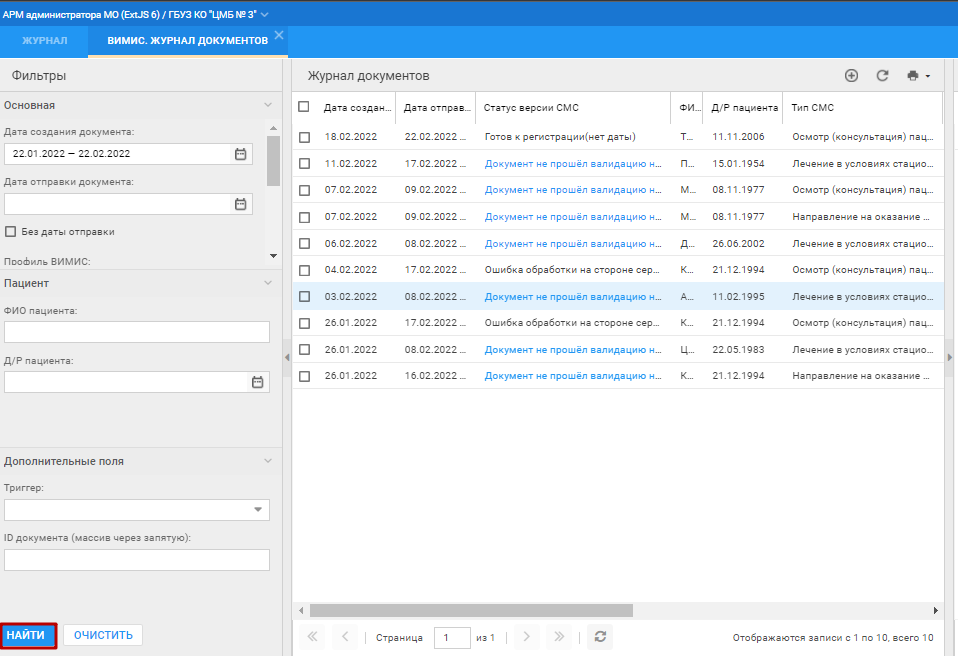 АРМ администратора МО (ExtJS 6) / ГБУЗ КО "ЦМБ № 3"
ЖУРНАЛ
ВИМИС. ЖУРНАЛ ДОКУМЕНТОВ
Фильтры
Основная
Дата создания документа:
22.01.2022 — 22.02.2022
Дата отправки документа:
Без даты отправки
Профиль ВИМИС:
Пациент
ФИО пациента:
Д/Р пациента:
Дополнительные поля
Триггер:
ID документа (массив через запятую):
НАЙТИ ОЧИСТИТЬ
Журнал документов
Дата создан... Дата отправ... Статус версии СМС ФИ... Д/Р пациента Тип СМС
18.02.2022 22.02.2022 ... Готов к регистрации(нет даты) Т... 11.11.2006 Осмотр (консультация) пац...
11.02.2022 17.02.2022 ... Документ не прошёл валидацию н... П... 15.01.1954 Лечение в условиях стацио...
07.02.2022 09.02.2022 ... Документ не прошёл валидацию н... М... 08.11.1977 Осмотр (консультация) пац...
07.02.2022 09.02.2022 ... Документ не прошёл валидацию н... М... 08.11.1977 Направление на оказание ...
06.02.2022 08.02.2022 ... Документ не прошёл валидацию н... Д... 26.06.2002 Лечение в условиях стацио...
04.02.2022 17.02.2022 ... Ошибка обработки на стороне сер... К... 21.12.1994 Осмотр (консультация) пац...
03.02.2022 08.02.2022 ... Документ не прошёл валидацию н... А... 11.02.1995 Лечение в условиях стацио...
26.01.2022 17.02.2022 ... Ошибка обработки на стороне сер... К... 21.12.1994 Осмотр (консультация) пац...
26.01.2022 08.02.2022 ... Документ не прошёл валидацию н... Ц... 22.05.1983 Лечение в условиях стацио...
26.01.2022 16.02.2022 ... Документ не прошёл валидацию н... К... 21.12.1994 Направление на оказание ...
Страница 1 из 1
Отображаются записи с 1 по 10, всего 10